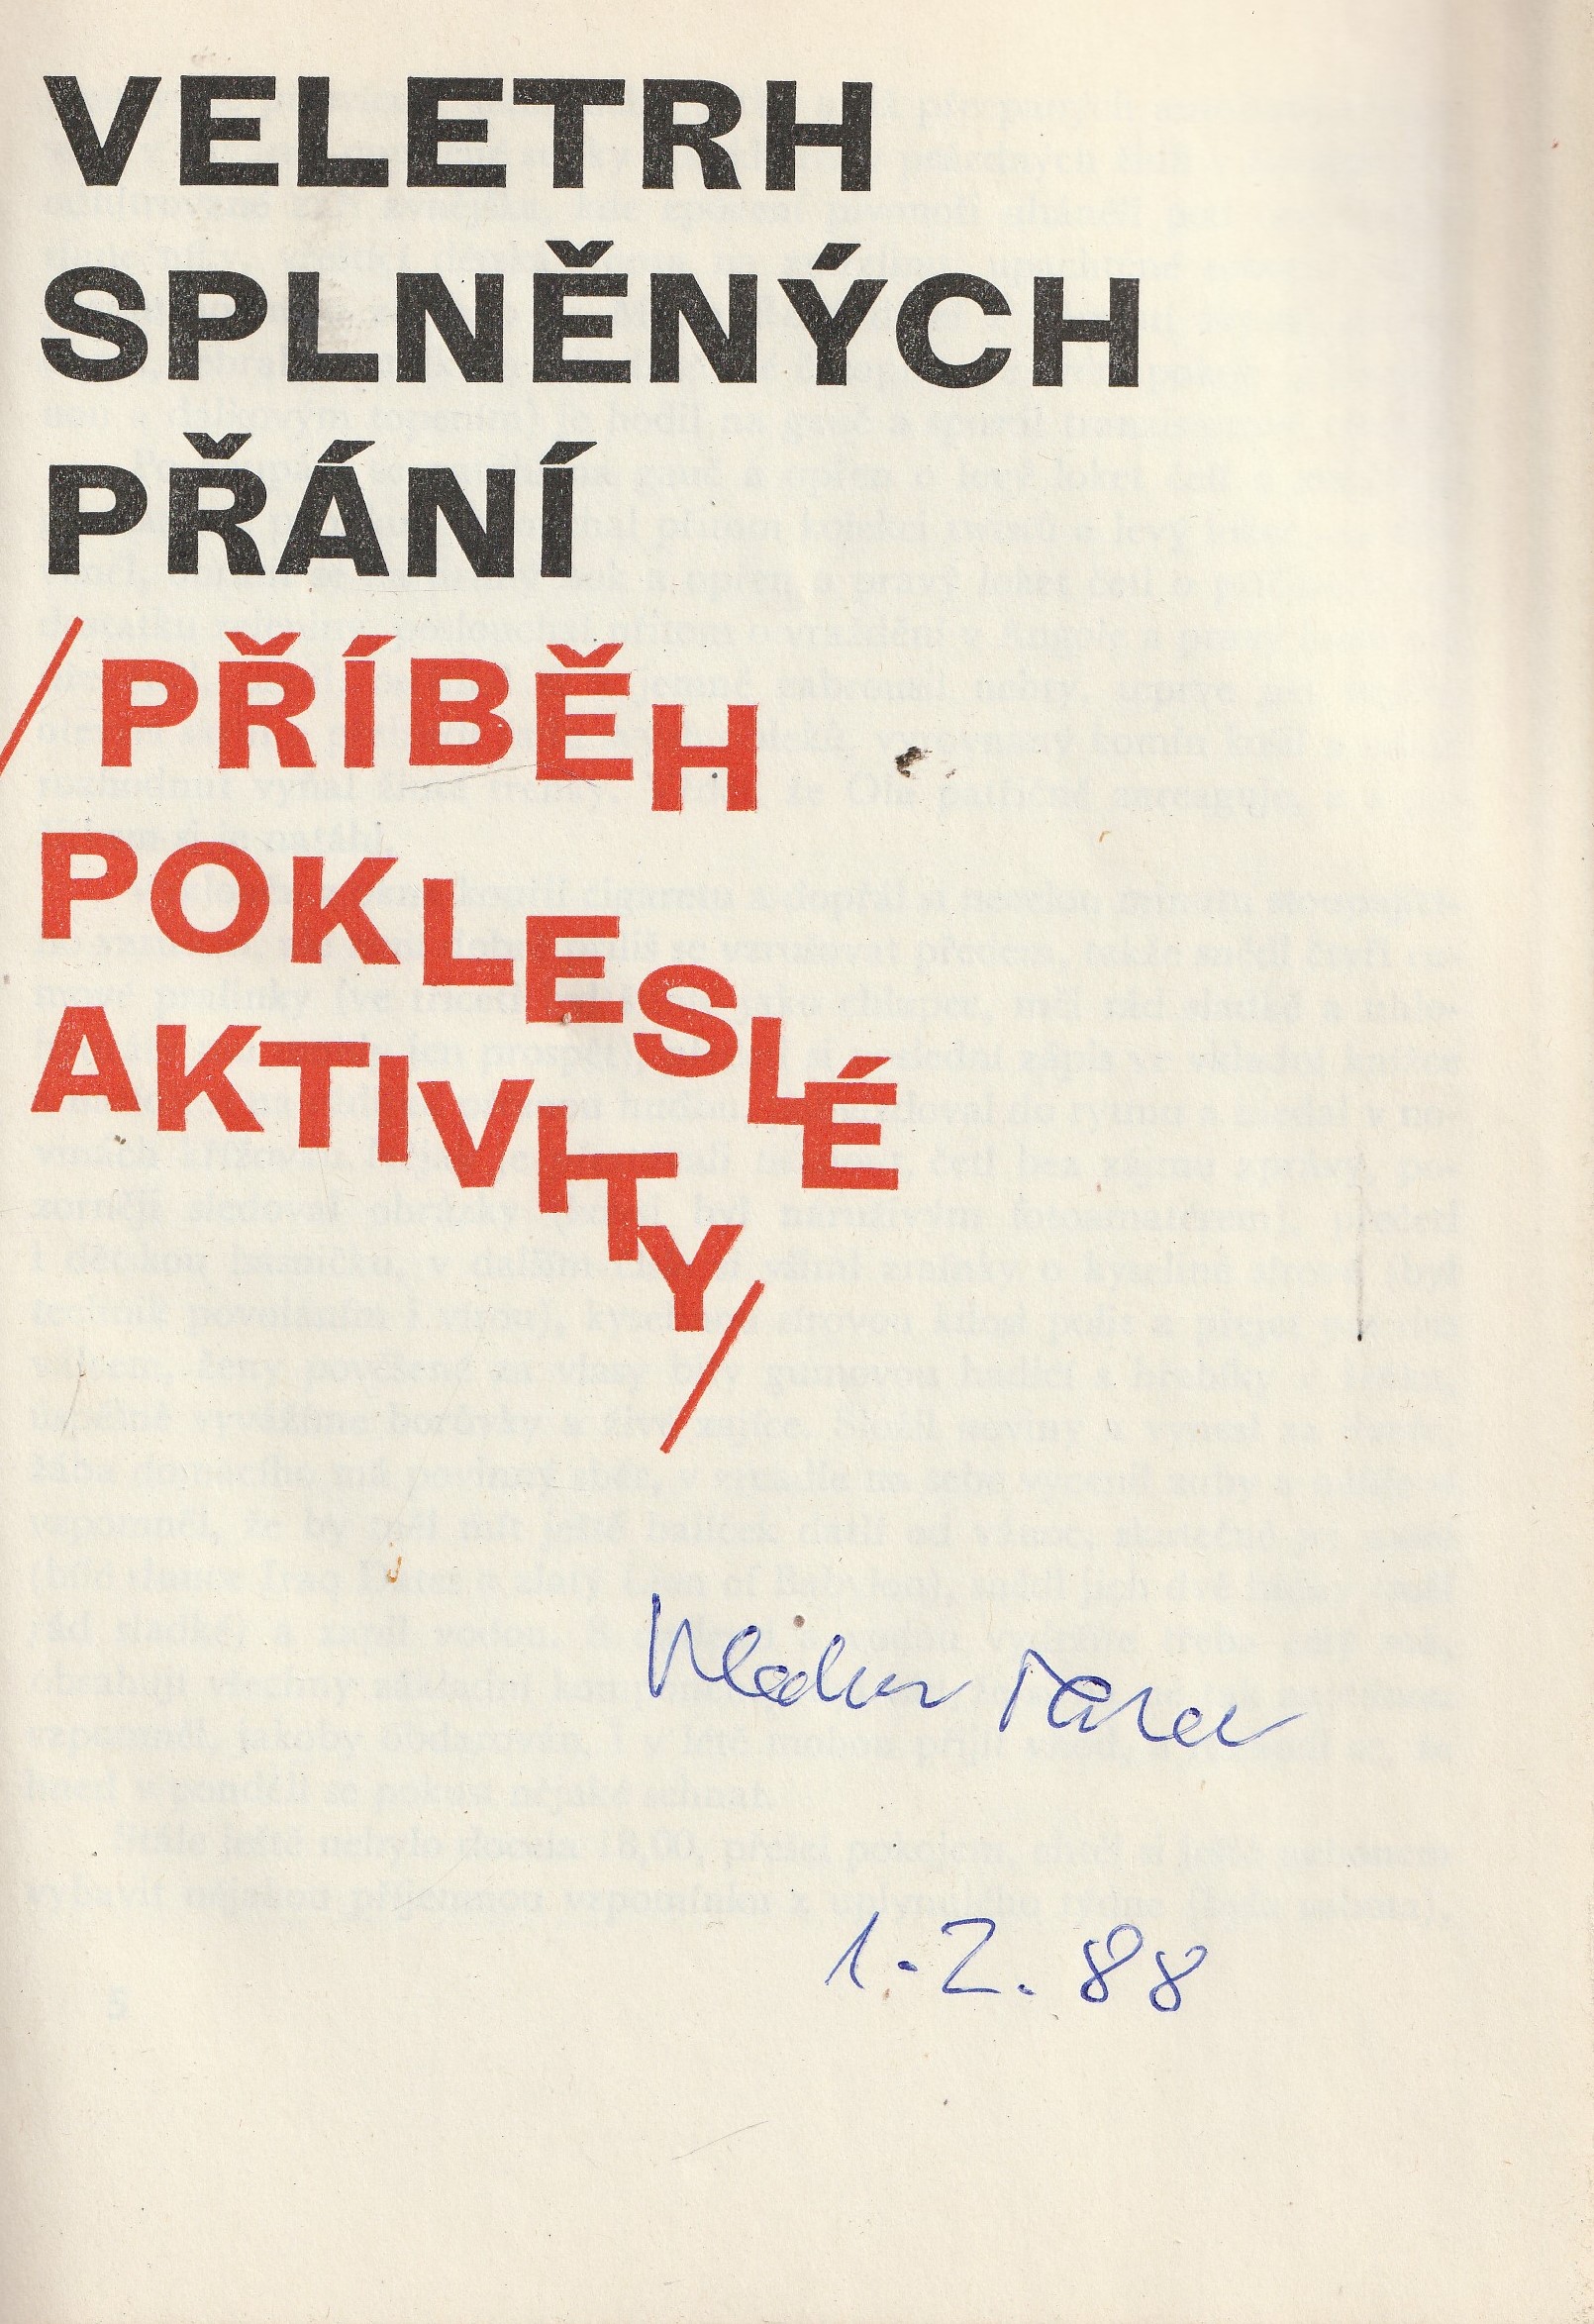 VELETRH
SPLNĚNÝCH
PŘÁNÍ
/PŘÍBĚH
POKLESLÉ
AKTIVITY/
1.2.88